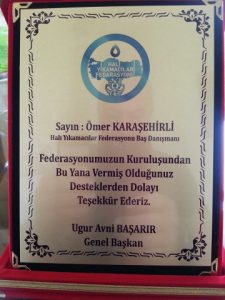 HALI
YIKAMACILAR
FEDARASYONU
Sayın : Ömer KARAŞEHİRLİ
Halı Yıkamacılar Federasyonu Baş Danışmanı
Federasyonumuzun Kuruluşundan
Bu Yana Vermiş Olduğunuz
Desteklerden Dolayı
Teşekkür Ederiz.
Ugur Avni BAŞARIR
Genel Başkan